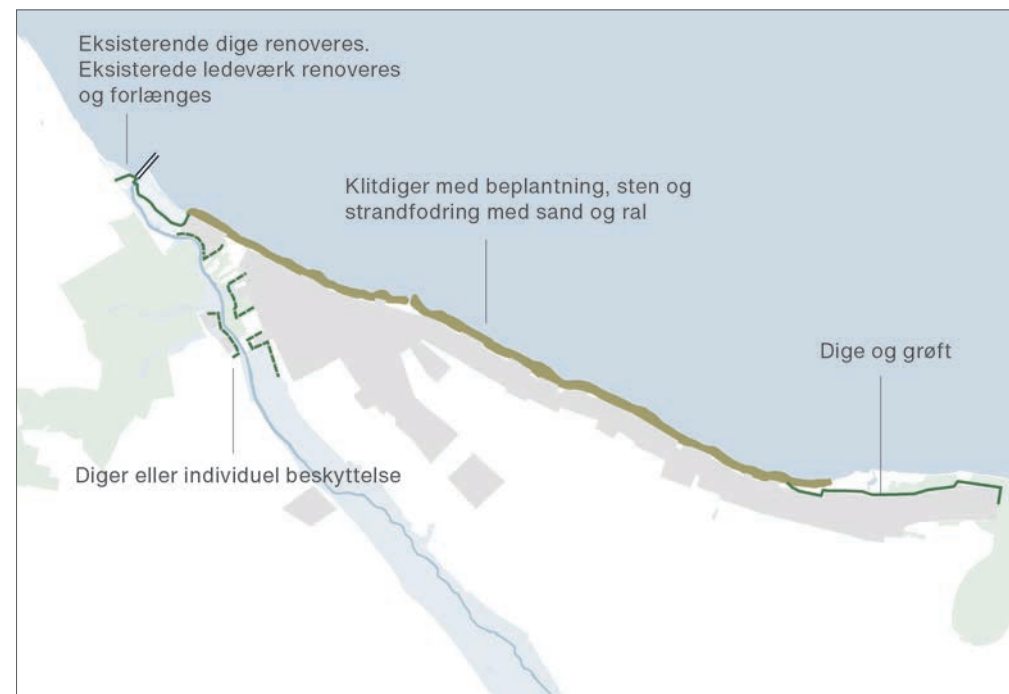 Eksisterende dige renoveres.
Eksisterede ledeværk renoveres
og forlænges
Klitdiger med beplantning, sten og
strandfodring med sand og ral
Dige og grøft
Diger eller individuel beskyttelse